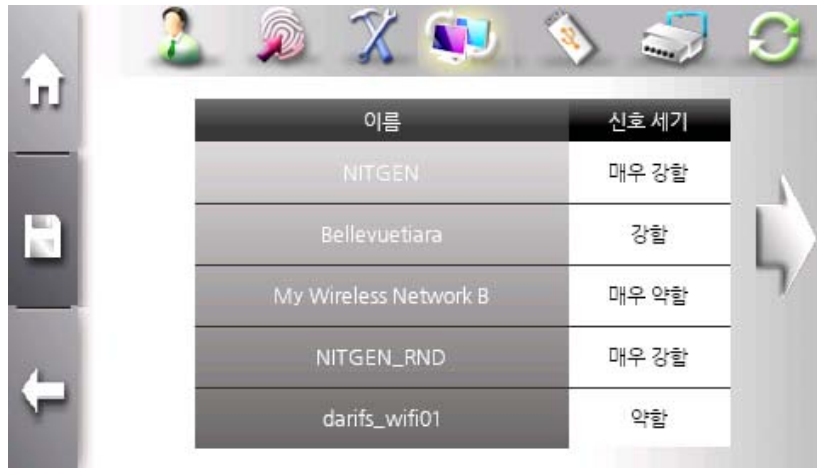 이름 신호 세기
NITGEN 매우 강함
Bellevuetiara 강함
My Wireless Network B 매우 약함
NITGEN_RND 매우 강함
darifs_wifi01 약함